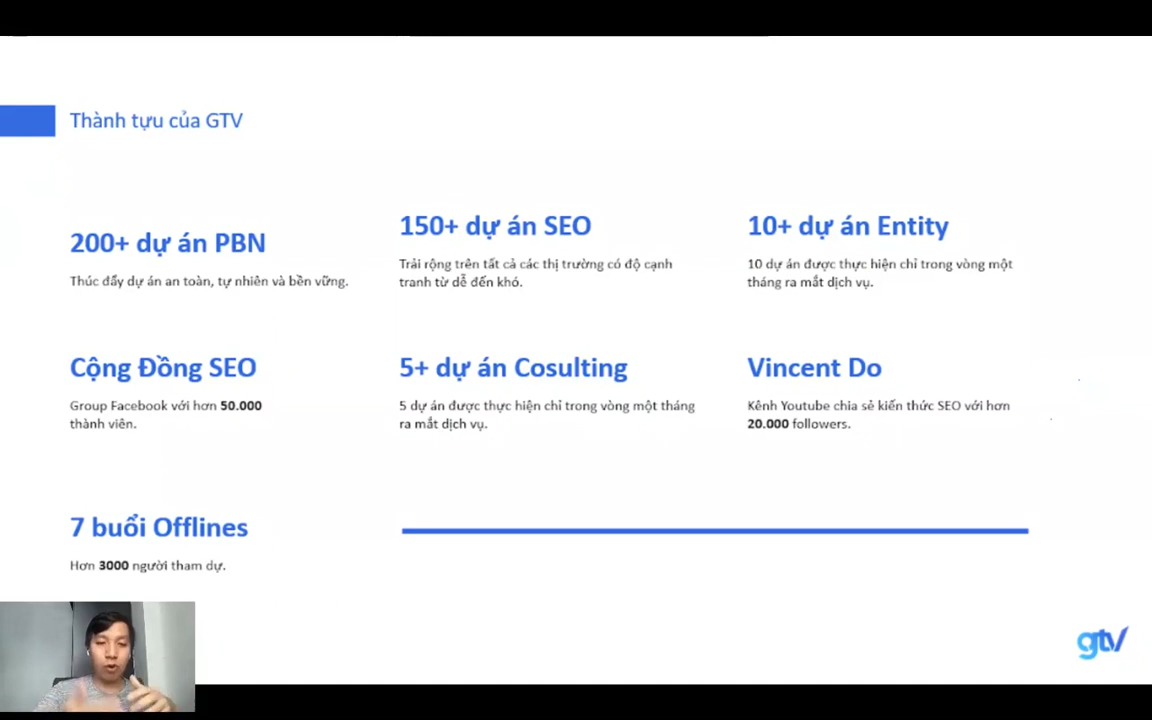 Thành tựu của GTV
200+ dự án PBN
Thúc đẩy dự án an toàn, tự nhiên và bền vững.
150+ dự án SEO
Trải rộng trên tất cả các thị trường có độ cạnh
tranh từ dễ đến khó.
10+ dự án Entity
10 dự án được thực hiện chỉ trong vòng một
tháng ra mắt dịch vụ.
Cộng Đồng SEO
Group Facebook với hơn 50.000
thành viên.
5+ dự án Cosulting
5 dự án được thực hiện chỉ trong vòng một tháng
ra mắt dịch vụ.
Vincent Do
Kênh Youtube chia sẻ kiến thức SEO với hơn
20.000 followers.
7 buổi Offlines
Hơn 3000 người tham dự.
gtv